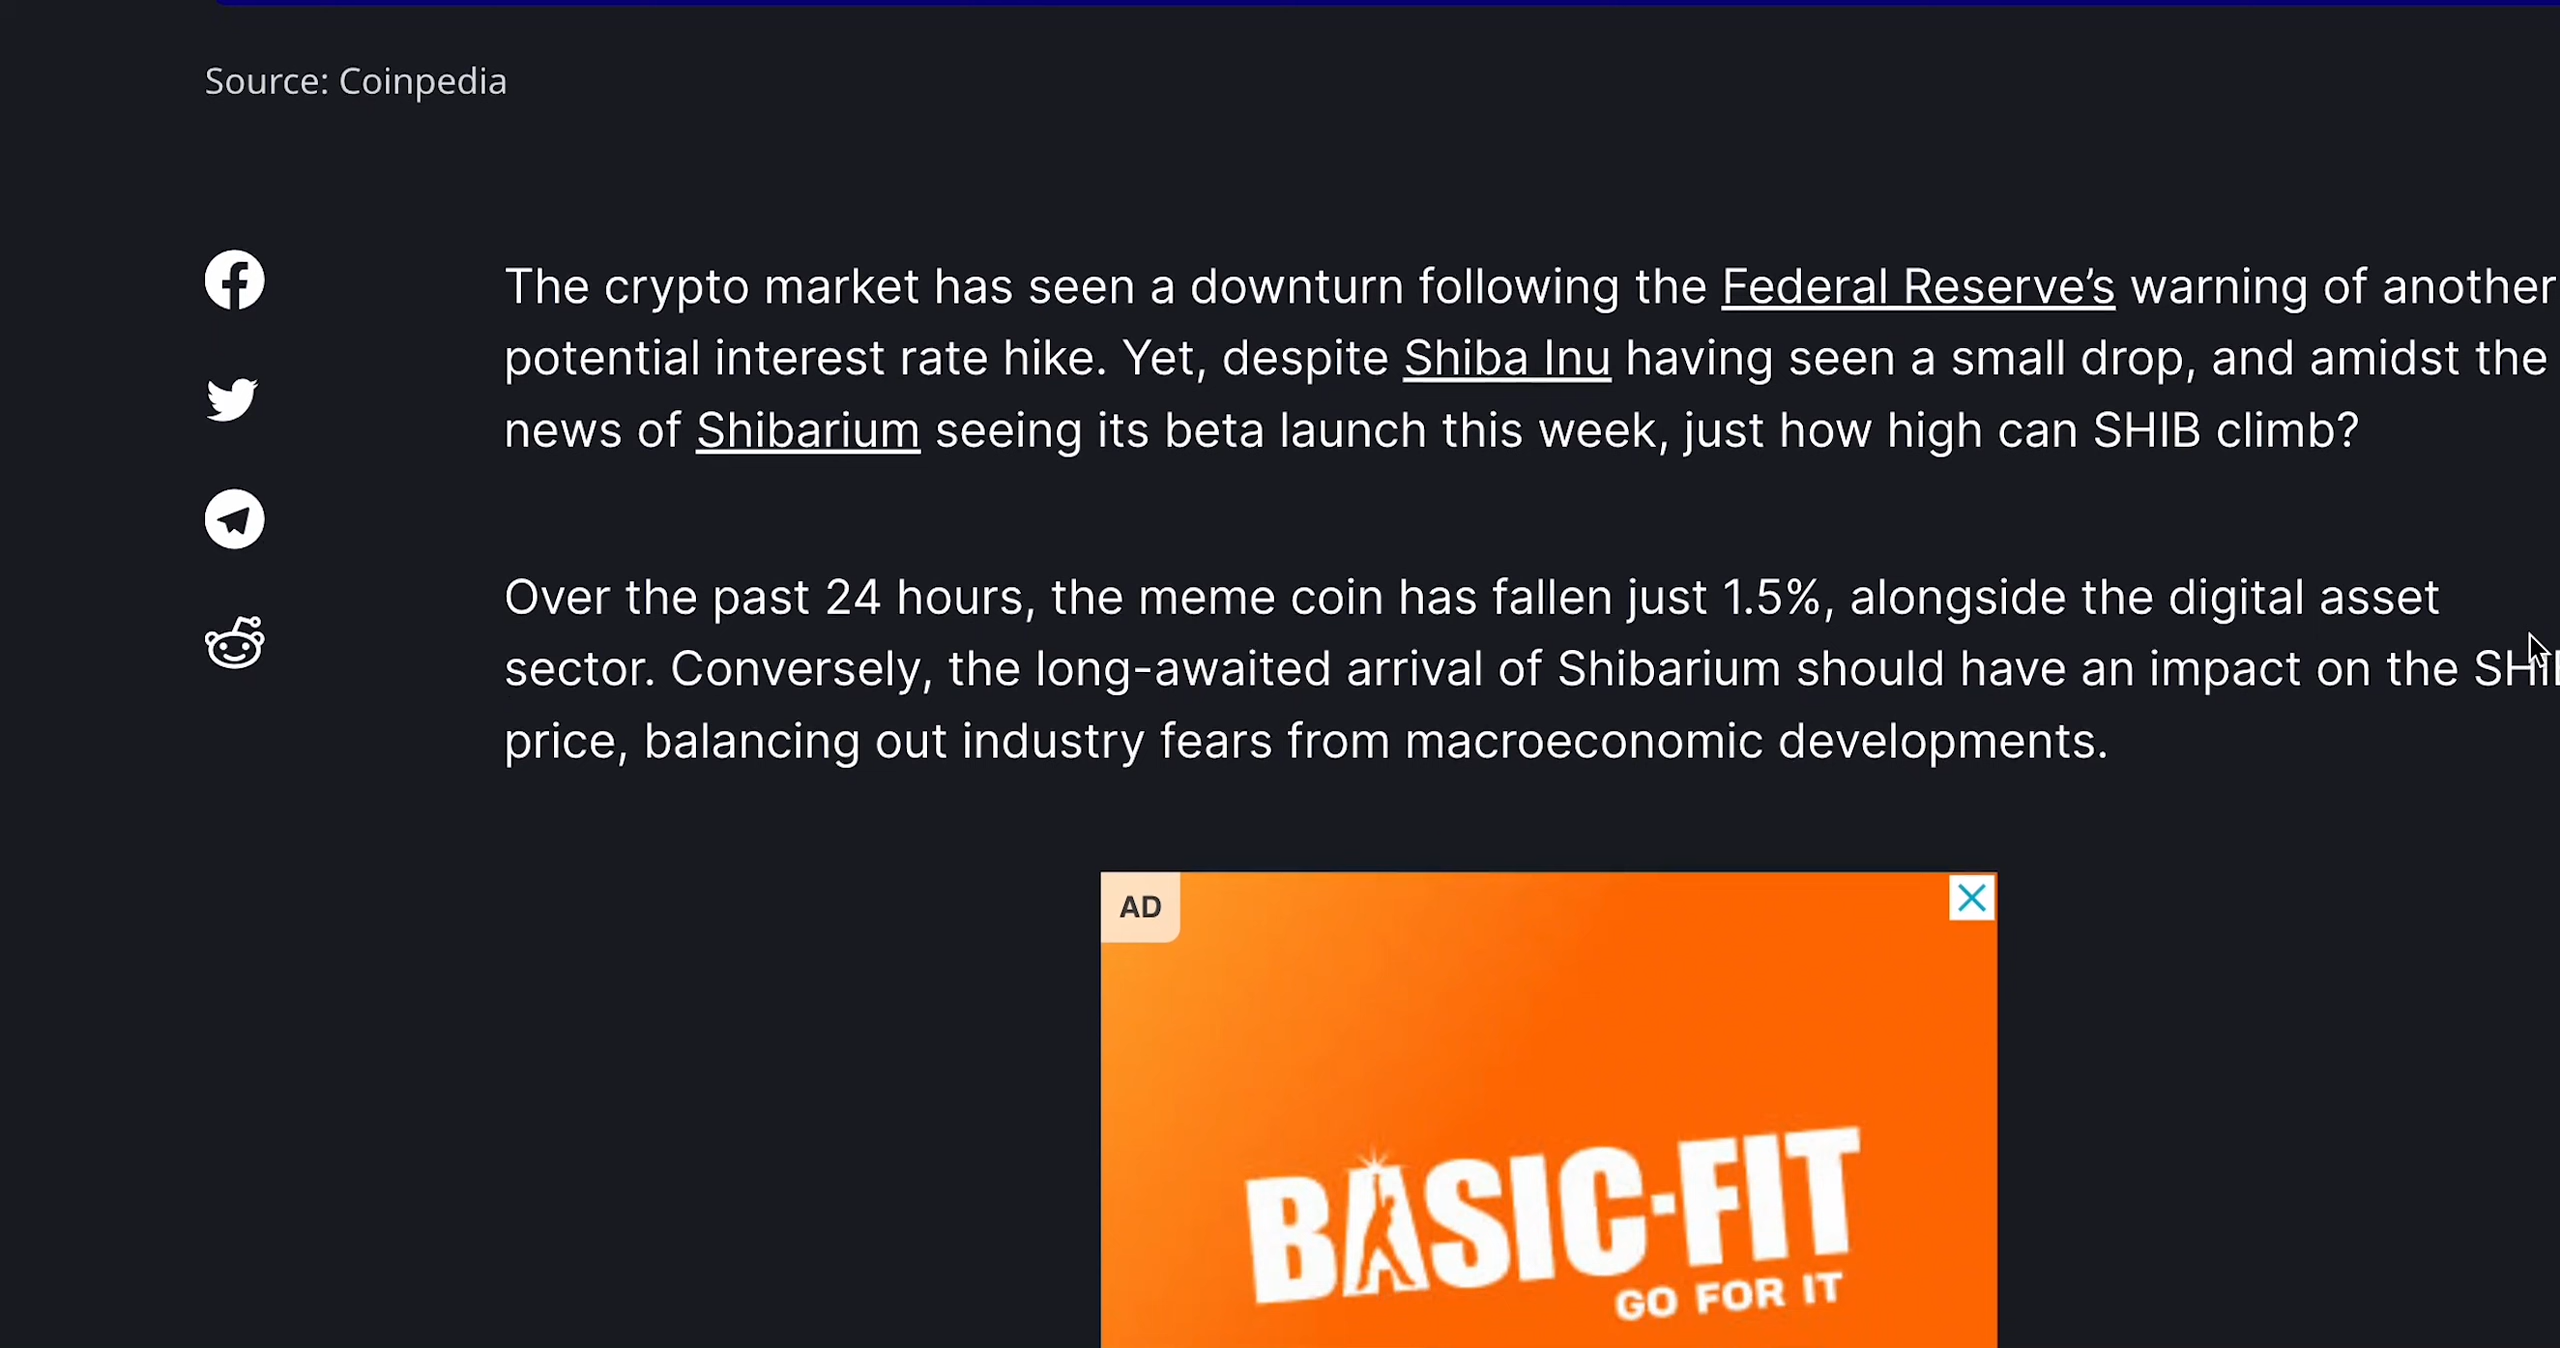 Source: Coinpedia
The crypto market has seen a downturn following the Federal Reserve’s warning of another
potential interest rate hike. Yet, despite Shiba Inu having seen a small drop, and amidst the
news of Shibarium seeing its beta launch this week, just how high can SHIB climb?
Over the past 24 hours, the meme coin has fallen just 1.5%, alongside the digital asset
sector. Conversely, the long-awaited arrival of Shibarium should have an impact on the
price, balancing out industry fears from macroeconomic developments.
AD
BASIC-FIT
GO FOR IT